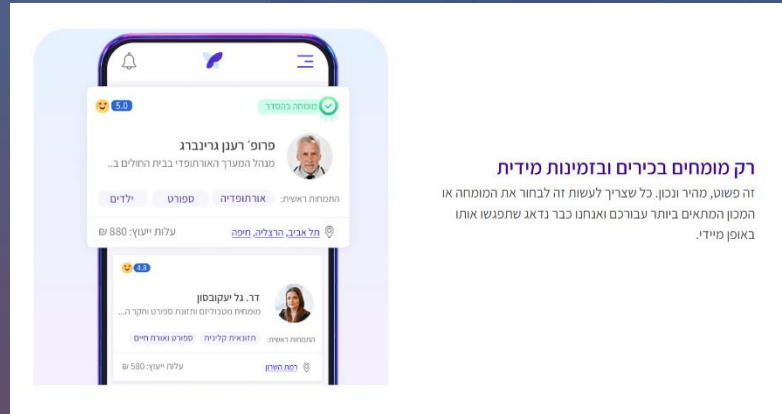 רק מומחים בכירים ובזמינות מידית
זה פשוט, מהיר ונכון. כל שצריך לעשות זה לבחור את המומחה או
המכון המתאים ביותר עבורכם ואנחנו כבר נדאג שתפגשו אותו
באופן מיידי.
מומחה בהסדר
5.0
פרופ׳ רענן גרינברג
מנהל המערך האורתופדי בבית החולים ב..
התמחות ראשית: אורתופדיה ספורט ילדים
תל אביב, הרצליה, חיפה עלות ייעוץ: 880 ₪
4.8
דר. גל יעקובסון
מומחית מטבוליזם ותזונת ספורט וחקר ה...
התמחות ראשית: תזונאית קלינית ספורט ואורח חיים
רמת השרון עלות ייעוץ: 580 ₪